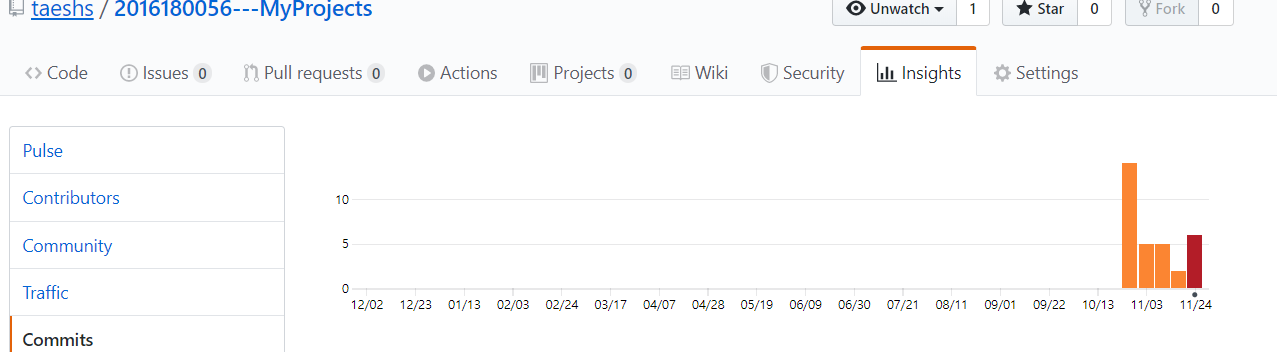 taeshs / 2016180056---MyProjects
Unwatch 1 Star 0 Fork 0
Code Issues 0 Pull requests 0 Actions Projects 0 Wiki Security Insights Settings
Pulse
Contributors
Community
Traffic
Commits
10
5
0
12/02 12/23 01/13 02/03 02/24 03/17 04/07 04/28 05/19 06/09 06/30 07/21 08/11 09/01 09/22 10/13 11/03 11/24